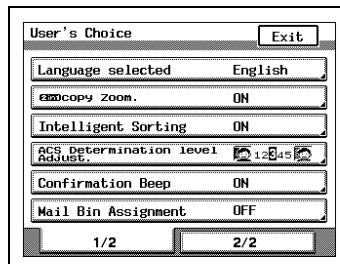 User's Choice
Exit
Language selected English
copy Zoom. ON
Intelligent Sorting ON
ACS Determination level
Adjust. 12345
Confirmation Beep ON
Mail Bin Assignment OFF
1/2 2/2